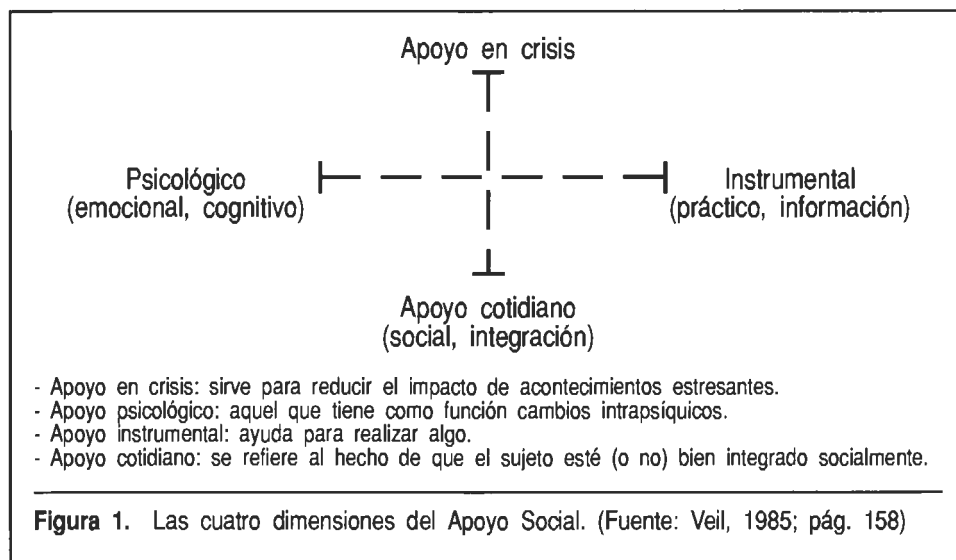 Apoyo en crisis
Psicológico
(emocional, cognitivo)
Instrumental
(práctico, información)
Apoyo cotidiano
(social, integración)
- Apoyo en crisis: sirve para reducir el impacto de acontecimientos estresantes.
- Apoyo psicológico: aquel que tiene como función cambios intrapsíquicos.
- Apoyo instrumental: ayuda para realizar algo.
- Apoyo cotidiano: se refiere al hecho de que el sujeto esté (o no) bien integrado socialmente.
Figura 1. Las cuatro dimensiones del Apoyo Social. (Fuente: Veil, 1985; pág. 158)